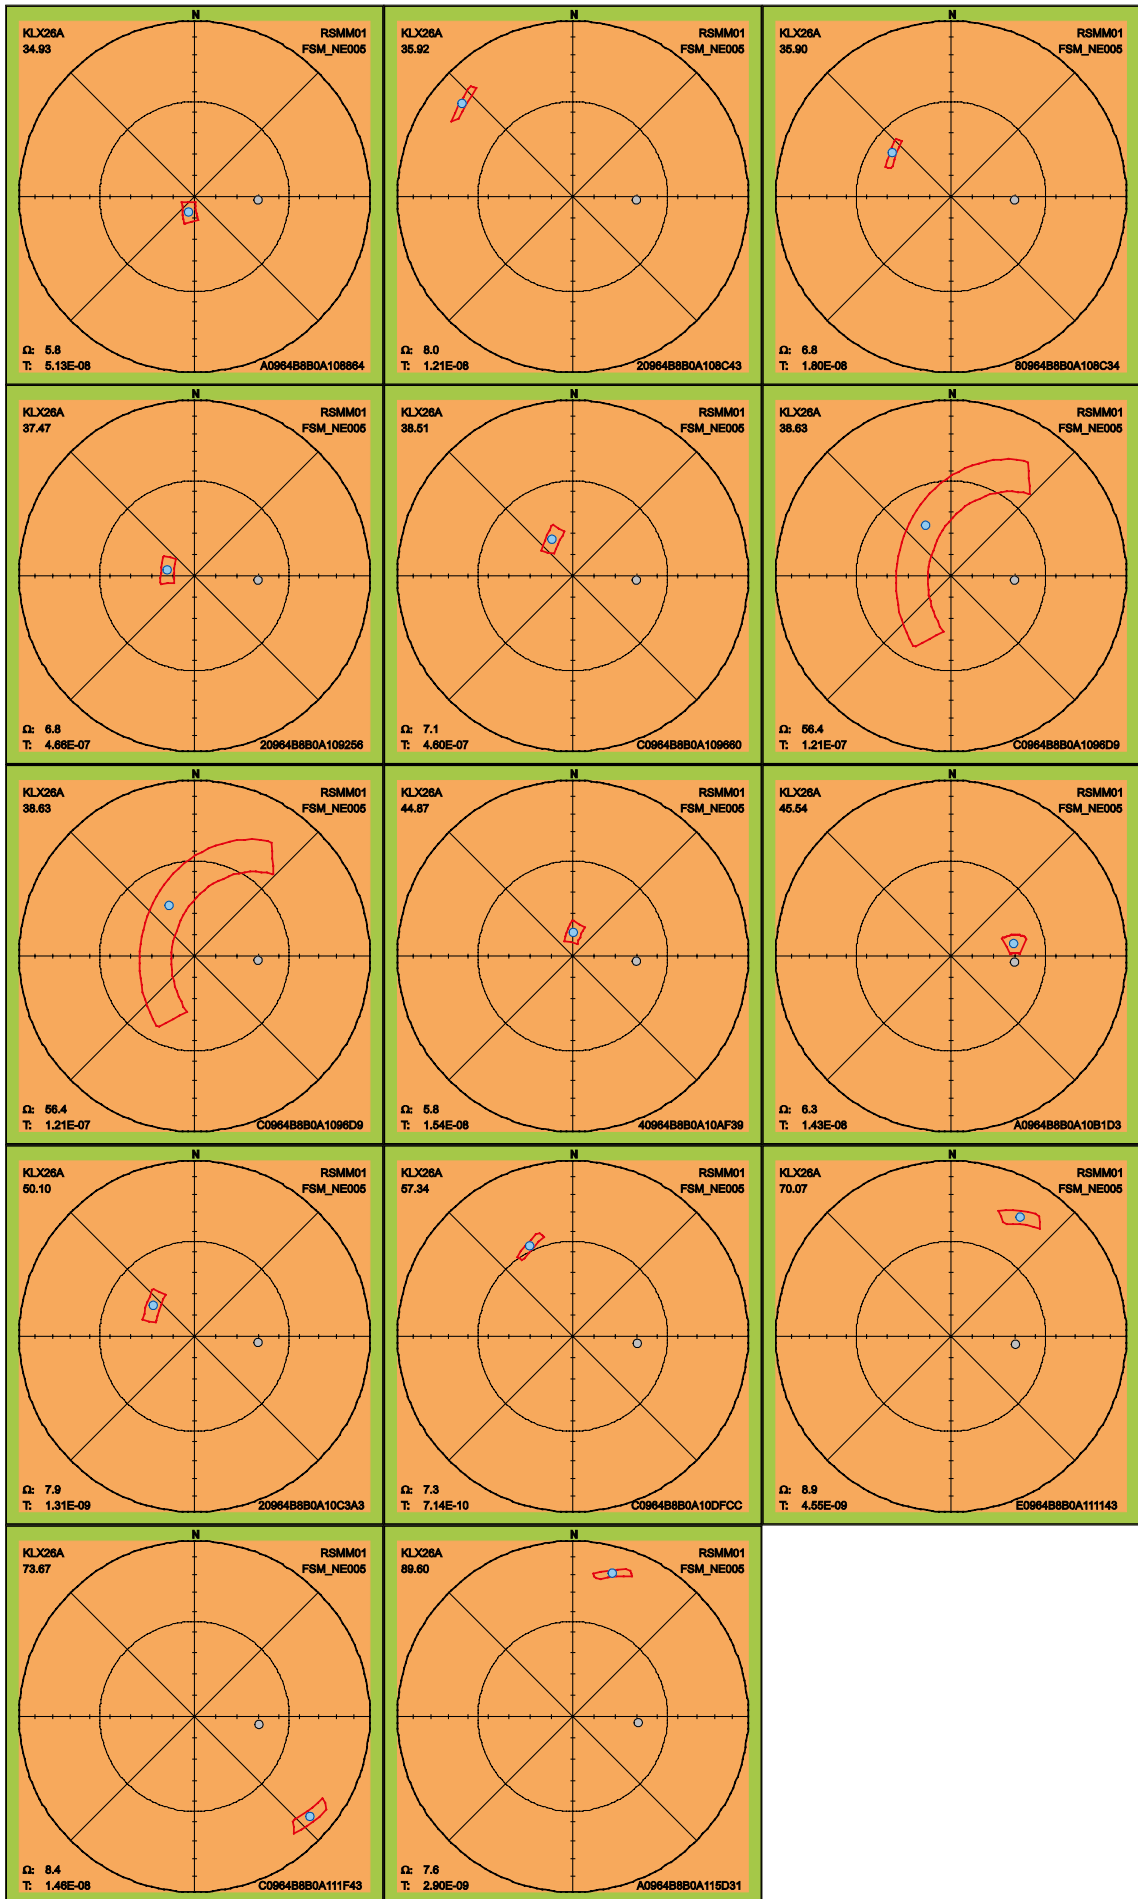 N
KLX26A RSMM01
34.93 FSM_NE005
Ω: 5.8
T: 5.13E-08 A0964B8B0A108864
N
KLX26A RSMM01
35.92 FSM_NE005
Ω: 8.0
T: 1.21E-08 20964B8B0A108C43
N
KLX26A RSMM01
35.90 FSM_NE005
Ω: 6.8
T: 1.80E-08 80964B8B0A108C34
N
KLX26A RSMM01
37.47 FSM_NE005
Ω: 6.8
T: 4.66E-07 20964B8B0A109256
N
KLX26A RSMM01
38.51 FSM_NE005
Ω: 7.1
T: 4.60E-07 C0964B8B0A109660
N
KLX26A RSMM01
38.63 FSM_NE005
Ω: 56.4
T: 1.21E-07 C0964B8B0A1096D9
N
KLX26A RSMM01
38.63 FSM_NE005
Ω: 56.4
T: 1.21E-07 C0964B8B0A1096D9
N
KLX26A RSMM01
44.87 FSM_NE005
Ω: 5.8
T: 1.54E-08 40964B8B0A10AF39
N
KLX26A RSMM01
45.54 FSM_NE005
Ω: 6.3
T: 1.43E-08 A0964B8B0A10B1D3
N
KLX26A RSMM01
50.10 FSM_NE005
Ω: 7.9
T: 1.31E-09 20964B8B0A10C3A3
N
KLX26A RSMM01
57.34 FSM_NE005
Ω: 7.3
T: 7.14E-10 C0964B8B0A10DFCC
N
KLX26A RSMM01
70.07 FSM_NE005
Ω: 8.9
T: 4.55E-09 E0964B8B0A111143
N
KLX26A RSMM01
73.67 FSM_NE005
Ω: 8.4
T: 1.46E-08 C0964B8B0A111F43
N
KLX26A RSMM01
89.60 FSM_NE005
Ω: 7.6
T: 2.90E-09 A0964B8B0A115D31